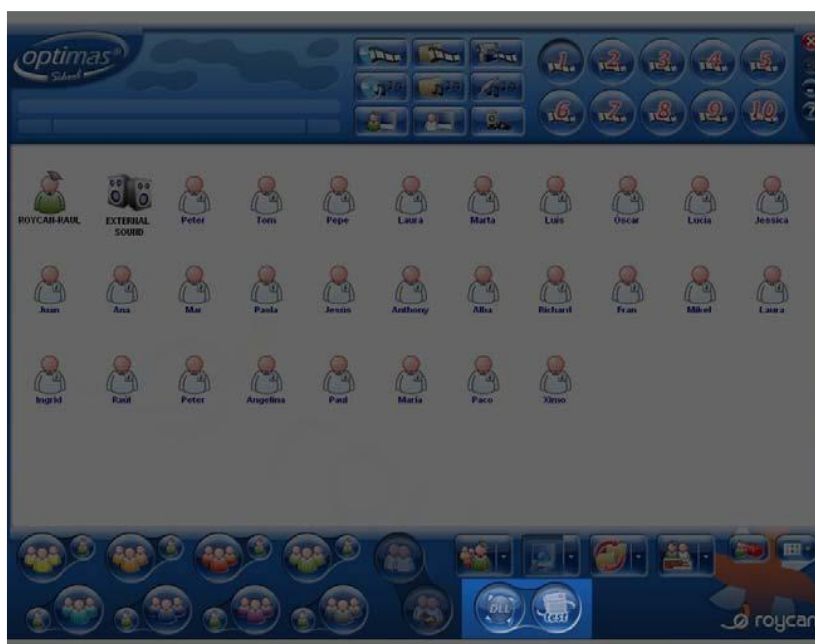 optimas®
School
1 2 3 4 5
6 7 8 9 10
?
ROYCAN-RAUL EXTERNAL SOUND Peter Tom Pepe Laura Marta Luis Oscar Lucia Jessica
Juan Ana Mar Paola Jesús Anthony Alba Richard Fran Mikel Laura
Ingrid Raúl Peter Angelina Paul Maria Paco Ximo
DLL test
roycan